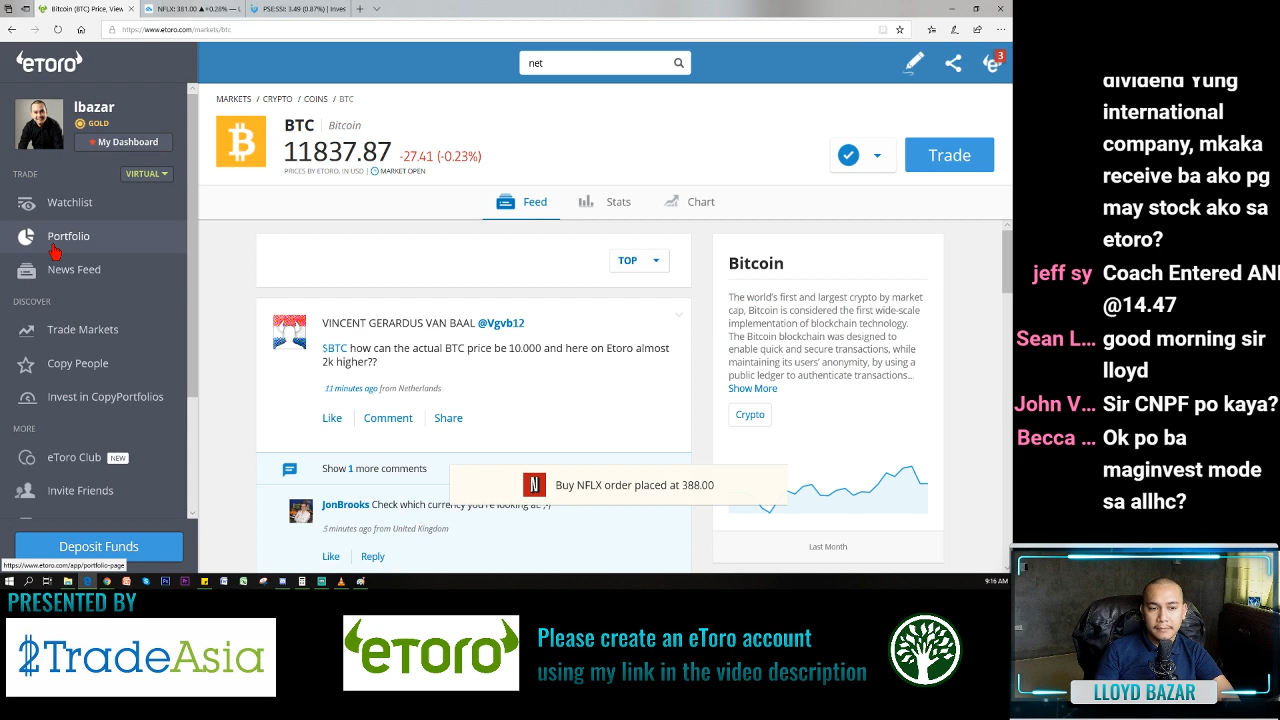 Bitcoin (BTC) Price, View
NFLX: 381.00 ▲+0.28% — U
PSE:SSI: 3.49 (0.87%) | Inves
https://www.etoro.com/markets/btc
eTORO
lbazar
GOLD
My Dashboard
TRADE
VIRTUAL
Watchlist
Portfolio
News Feed
DISCOVER
Trade Markets
Copy People
Invest in CopyPortfolios
MORE
eToro Club NEW
Invite Friends
Deposit Funds
https://www.etoro.com/app/portfolio-page
net
3
MARKETS / CRYPTO / COINS / BTC
BTC Bitcoin
11837.87 -27.41 (-0.23%)
PRICES BY ETORO, IN USD | MARKET OPEN
Trade
Feed
Stats
Chart
TOP
VINCENT GERARDUS VAN BAAL @Vgvb12
$BTC how can the actual BTC price be 10.000 and here on Etoro almost
2k higher??
11 minutes ago from Netherlands
Like Comment Share
Show 1 more comments
Buy NFLX order placed at 388.00
JonBrooks Check which currency you're looking at. ;-)
5 minutes ago from United Kingdom
Like Reply
Bitcoin
The world's first and largest crypto by market
cap, Bitcoin is considered the first wide-scale
implementation of blockchain technology.
The Bitcoin blockchain was designed to
enable quick and secure transactions, while
maintaining its users' anonymity, by using a
public ledger to authenticate transactions...
Show More
Crypto
Last Month
9:16 AM
dividend Yung
international
company, mkaka
receive ba ako pg
may stock ako sa
etoro?
jeff sy Coach Entered ANI
@14.47
Sean L... good morning sir
lloyd
John V... Sir CNPF po kaya?
Becca ... Ok po ba
maginvest mode
sa allhc?
PRESENTED BY
2TradeAsia
eToro
Please create an eToro account
using my link in the video description
LLOYD BAZAR